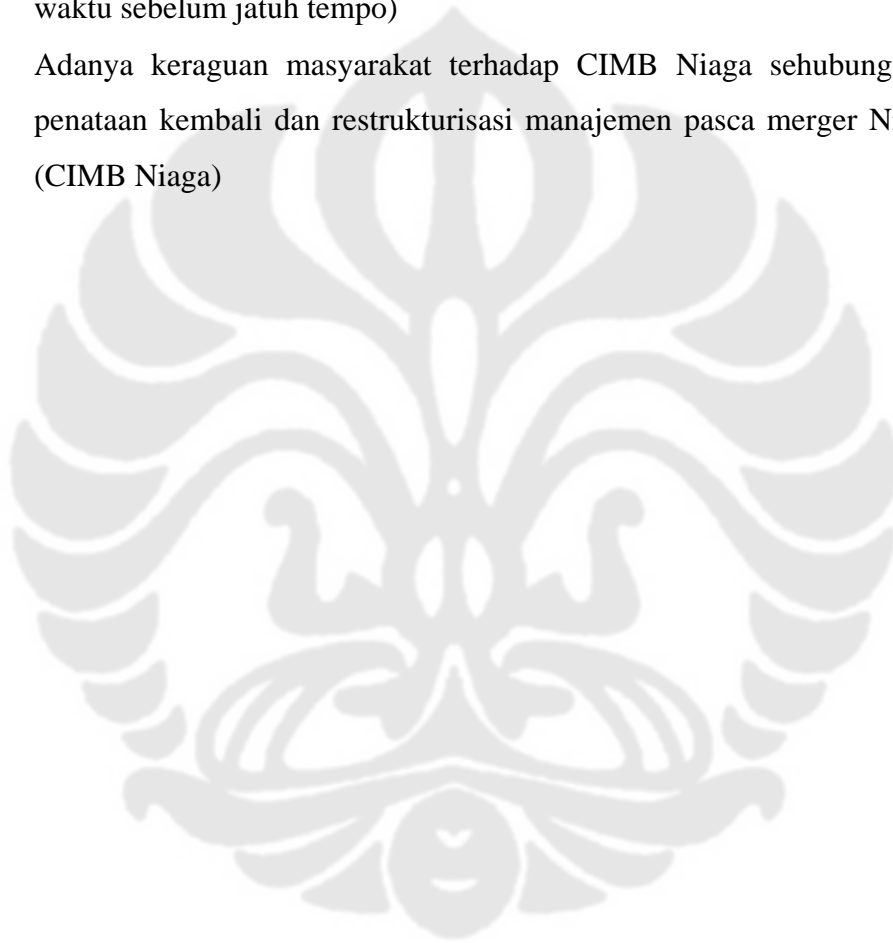 waktu sebelum jatuh tempo)
Adanya keraguan masyarakat terhadap CIMB Niaga sehubung
penataan kembali dan restrukturisasi manajemen pasca merger N
(CIMB Niaga)